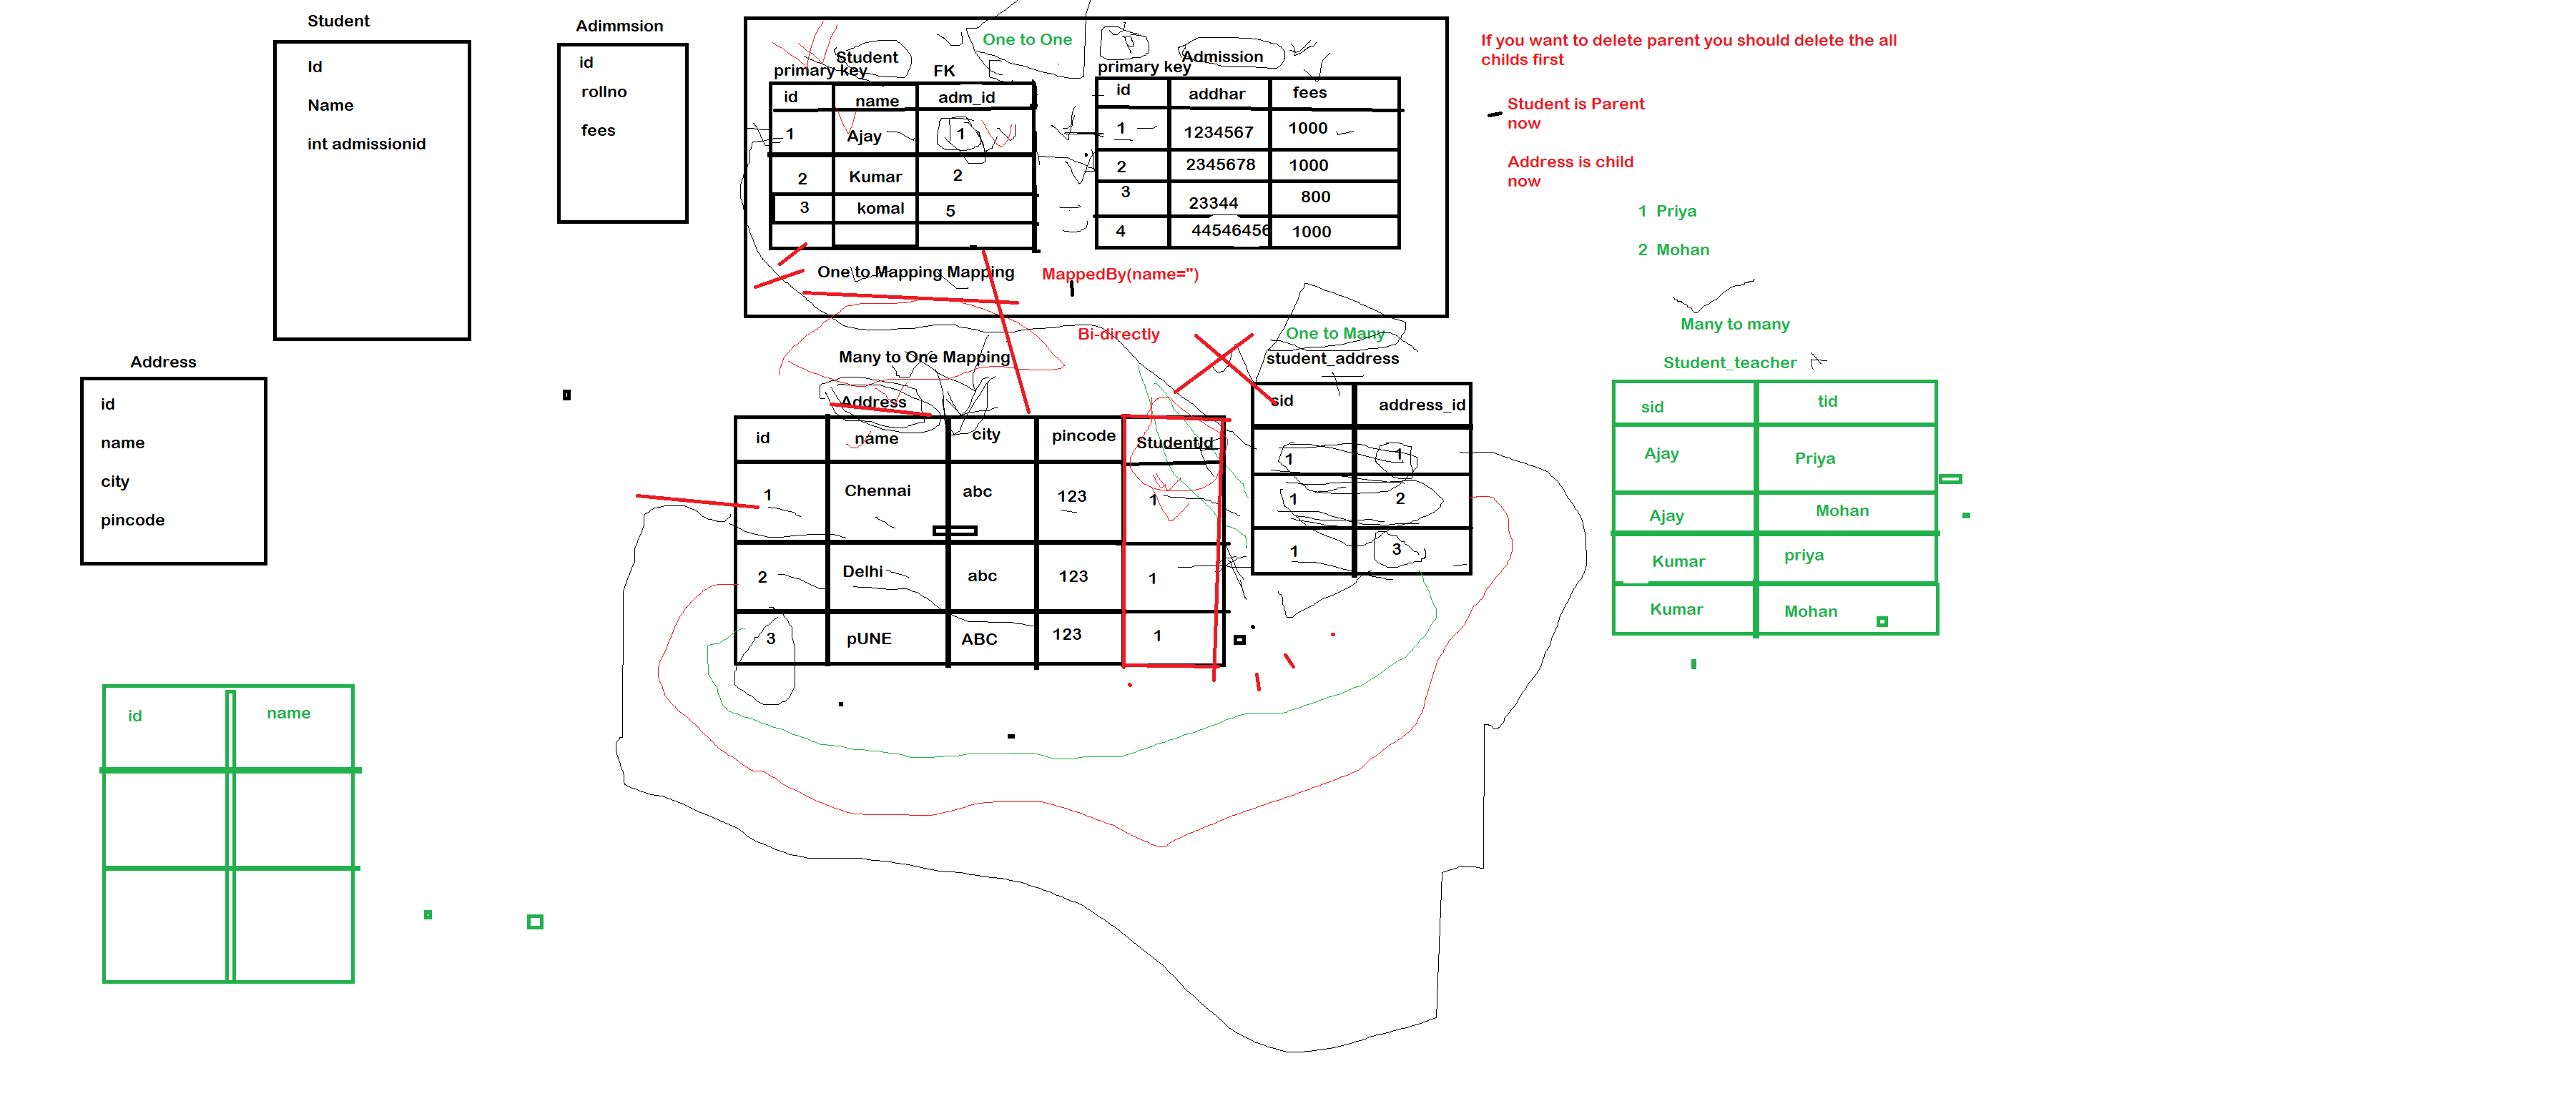 Student
Id
Name
int admissionid
Adimmsion
id
rollno
fees
One to One
Student
primary key
FK
id name adm_id
1 Ajay 1
2 Kumar 2
3 komal 5
Admission
primary key
id addhar fees
1 1234567 1000
2 2345678 1000
3 23344 800
4 44546456 1000
One to Mapping Mapping
MappedBy(name=")
If you want to delete parent you should delete the all
childs first
Student is Parent
now
Address is child
now
1 Priya
2 Mohan
Address
id
name
city
pincode
Many to One Mapping
Bi-directly
Address
id name city pincode StudentId
1 Chennai abc 123 1
2 Delhi abc 123 1
3 pUNE ABC 123 1
One to Many
student_address
sid address_id
1 1
1 2
1 3
Many to many
Student_teacher
sid tid
Ajay Priya
Ajay Mohan
Kumar priya
Kumar Mohan
id name